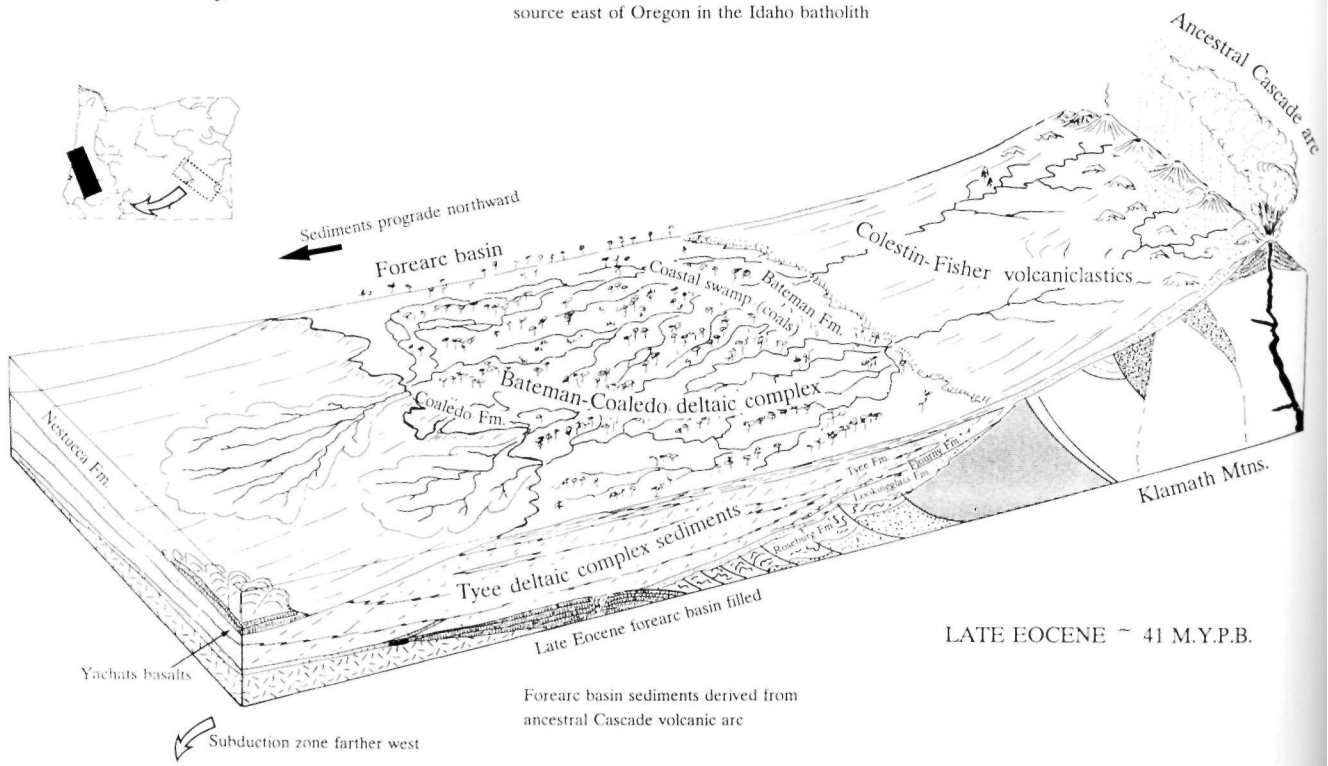 source east of Oregon in the Idaho batholith
Ancestral Cascade arc
Sediments prograde northward
Forearc basin
Colestin-Fisher volcaniclastics
Coastal swamp (coals)
Bateman Fm.
Bateman-Coaledo deltaic complex
Coaledo Fm.
Nestucca Fm.
Tyee Fm.
Flourny Fm.
Lookingglass Fm.
Roseburg Fm.
Klamath Mtns.
Tyee deltaic complex sediments
Late Eocene forearc basin filled
LATE EOCENE ~ 41 M.Y.P.B.
Yachats basalts
Forearc basin sediments derived from
ancestral Cascade volcanic arc
Subduction zone farther west